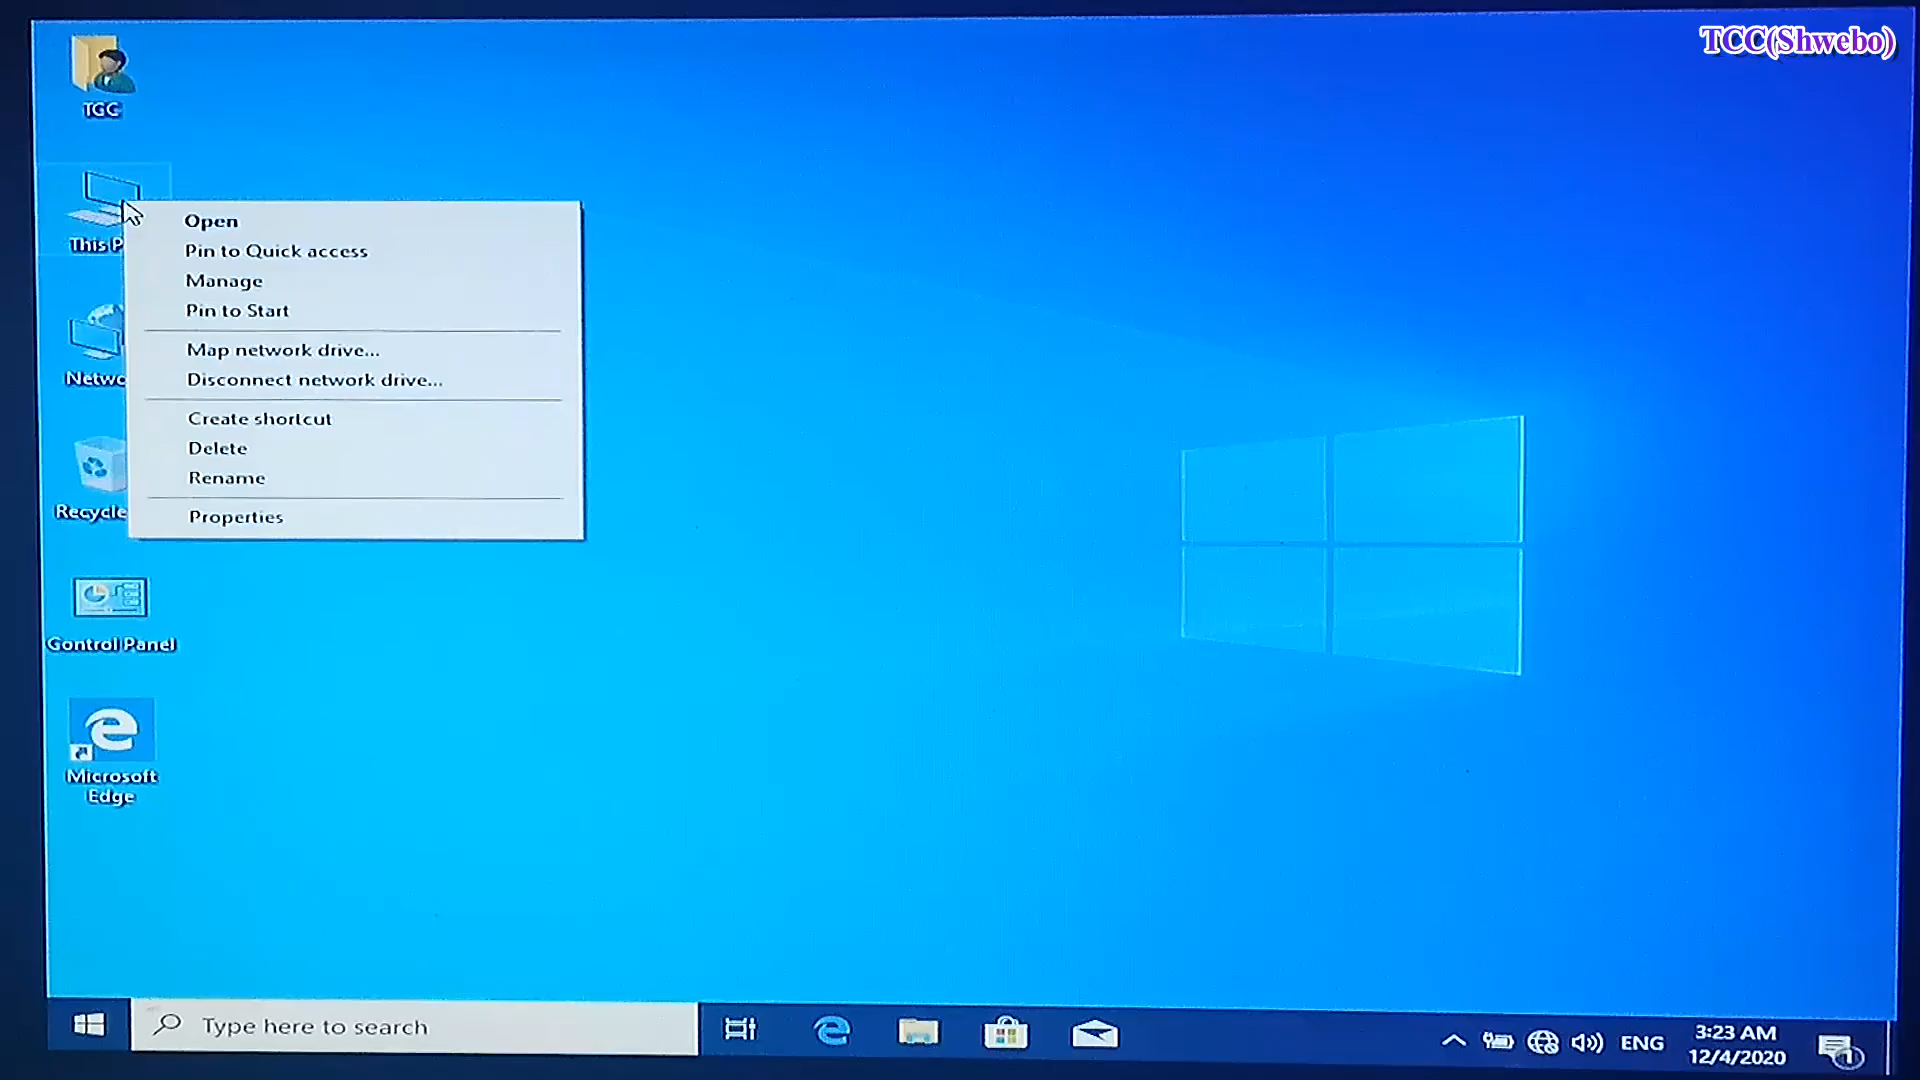 TCC(Shwebo)
TGC
This P
Open
Pin to Quick access
Manage
Pin to Start
Map network drive...
Disconnect network drive...
Create shortcut
Delete
Rename
Properties
Netwo
Recycle
Control Panel
Microsoft
Edge
Type here to search
ENG
3:23 AM
12/4/2020
1